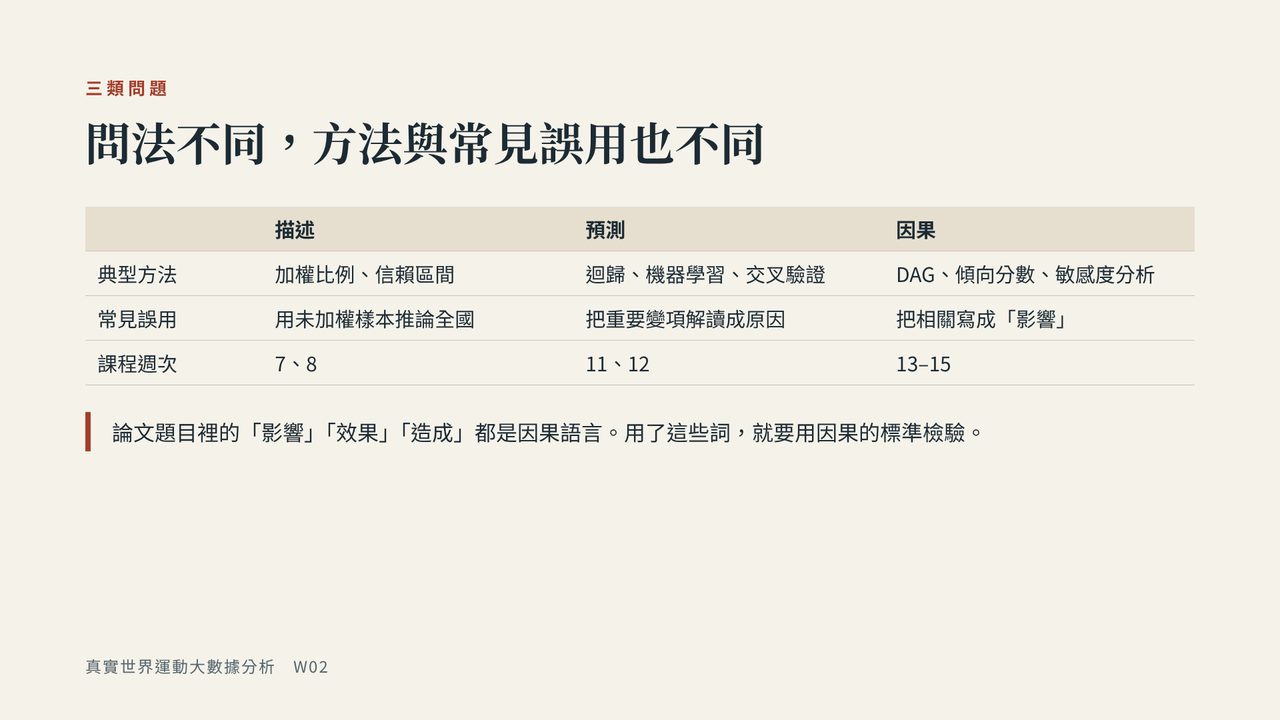 三類問題
問法不同，方法與常見誤用也不同
描述 預測 因果
典型方法 加權比例、信賴區間 迴歸、機器學習、交叉驗證 DAG、傾向分數、敏感度分析
常見誤用 用未加權樣本推論全國 把重要變項解讀成原因 把相關寫成「影響」
課程週次 7、8 11、12 13–15
論文題目裡的「影響」「效果」「造成」都是因果語言。用了這些詞，就要用因果的標準檢驗。
真實世界運動大數據分析 W02